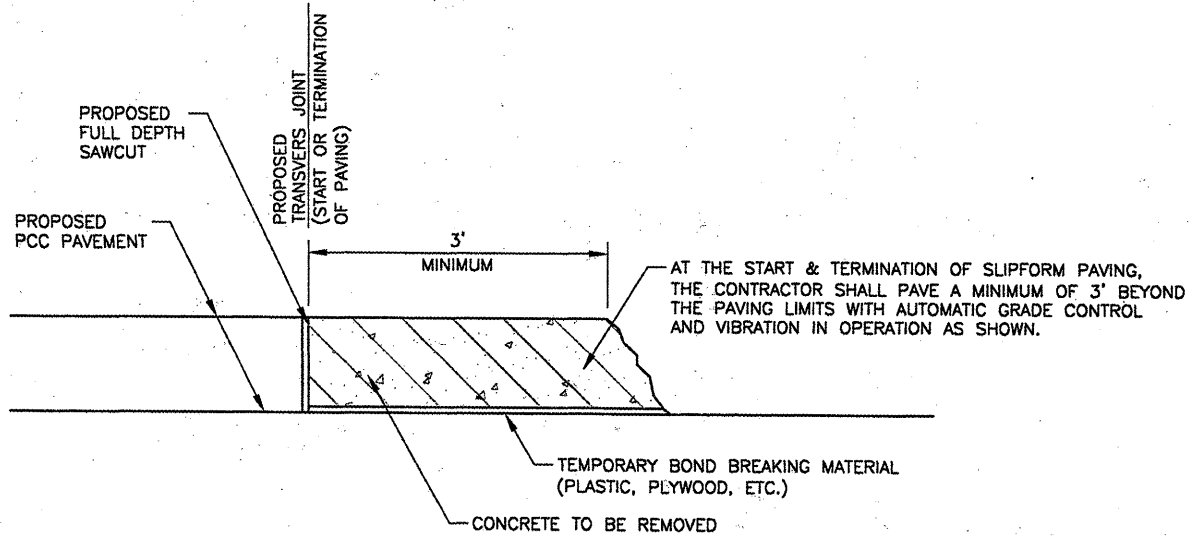 PROPOSED
TRANSVERS JOINT
(START OR TERMINATION
OF PAVING)
PROPOSED
FULL DEPTH
SAWCUT
PROPOSED
PCC PAVEMENT
3'
MINIMUM
AT THE START & TERMINATION OF SLIPFORM PAVING,
THE CONTRACTOR SHALL PAVE A MINIMUM OF 3' BEYOND
THE PAVING LIMITS WITH AUTOMATIC GRADE CONTROL
AND VIBRATION IN OPERATION AS SHOWN.
TEMPORARY BOND BREAKING MATERIAL
(PLASTIC, PLYWOOD, ETC.)
CONCRETE TO BE REMOVED